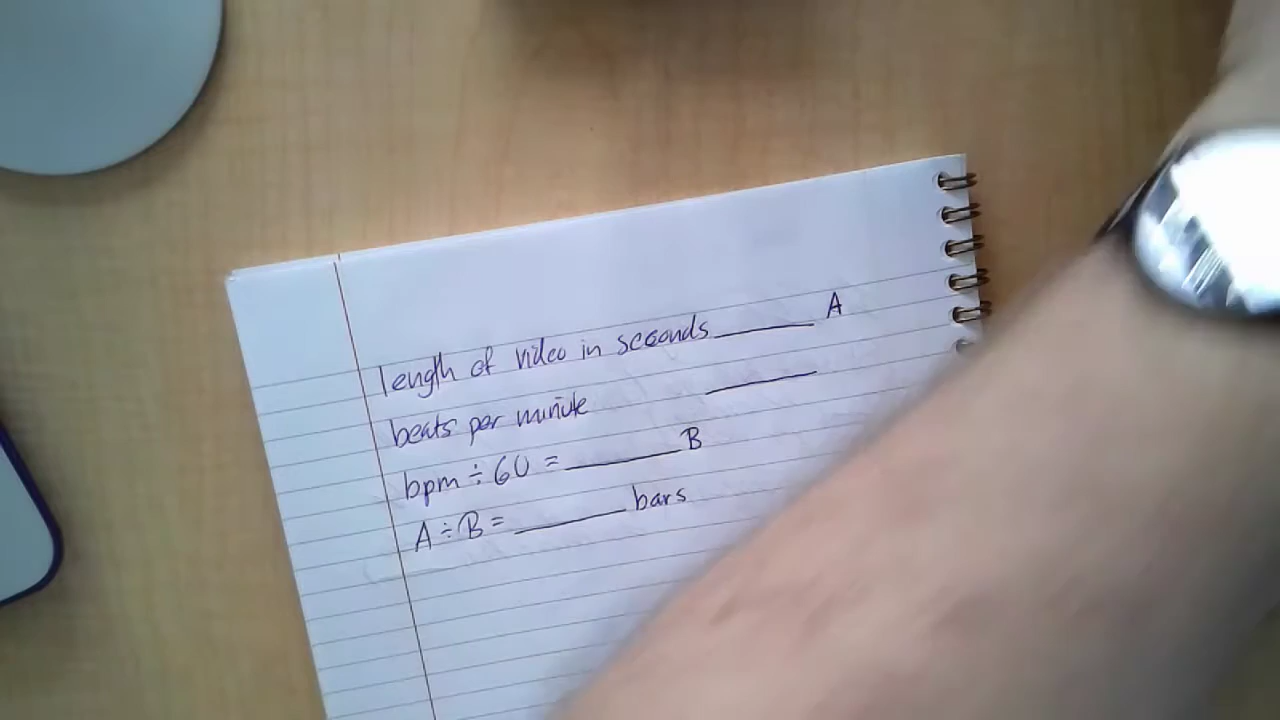 length of video in seconds ______ A
beats per minute ______
bpm ÷ 60 = ______ B
A ÷ B = ______ bars